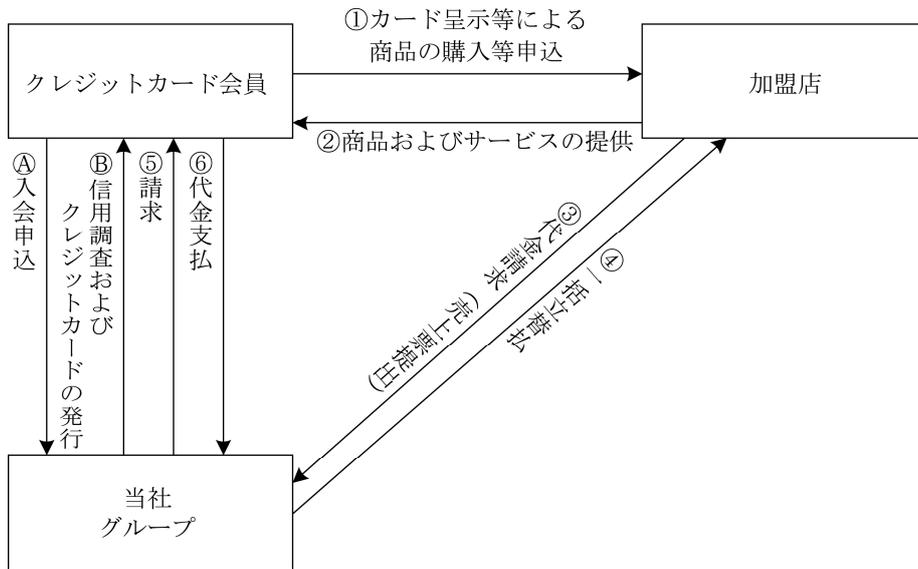 ①カード呈示等による
商品の購入等申込
クレジットカード会員
加盟店
②商品およびサービスの提供
Ⓐ入会申込
Ⓑ信用調査および
クレジットカードの発行
⑤請求
⑥代金支払
③代金請求(売上票提出)
④一括立替払
当社
グループ